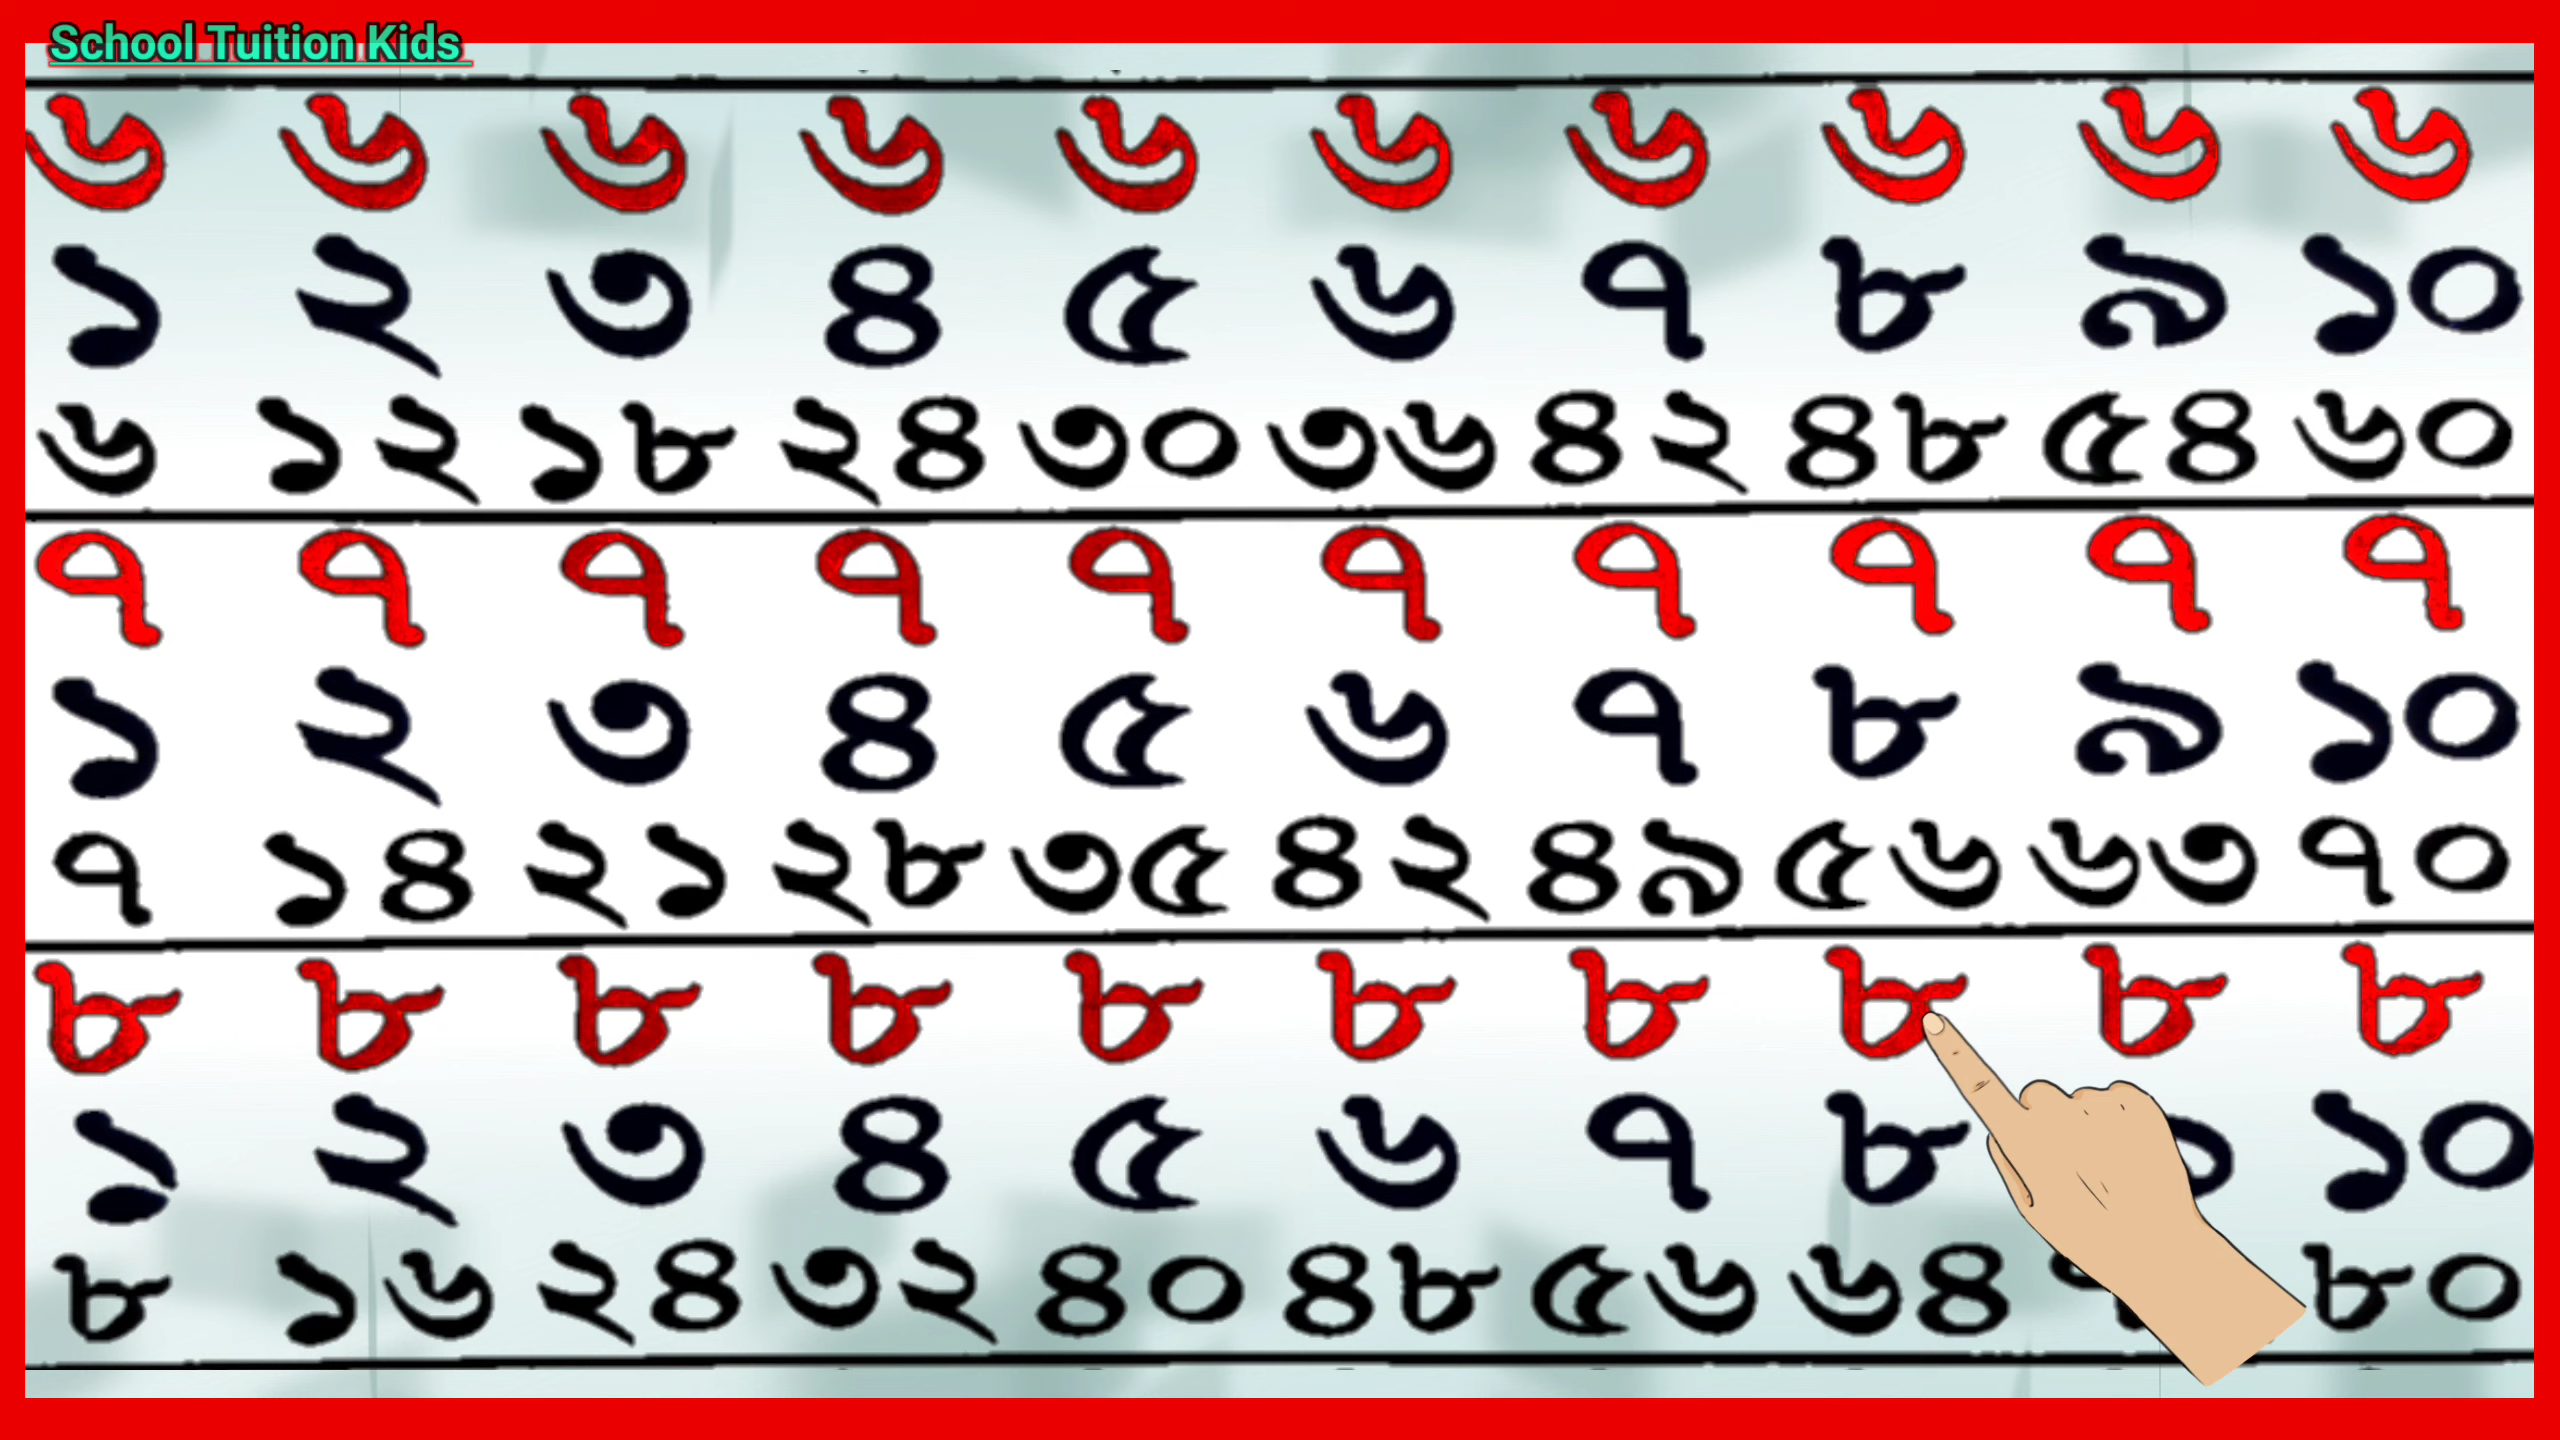 School Tuition Kids
৬ ৬ ৬ ৬ ৬ ৬ ৬ ৬ ৬ ৬
১ ২ ৩ ৪ ৫ ৬ ৭ ৮ ৯ ১০
৬ ১২ ১৮ ২৪ ৩০ ৩৬ ৪২ ৪৮ ৫৪ ৬০
৭ ৭ ৭ ৭ ৭ ৭ ৭ ৭ ৭ ৭
১ ২ ৩ ৪ ৫ ৬ ৭ ৮ ৯ ১০
৭ ১৪ ২১ ২৮ ৩৫ ৪২ ৪৯ ৫৬ ৬৩ ৭০
৮ ৮ ৮ ৮ ৮ ৮ ৮ ৮ ৮ ৮
১ ২ ৩ ৪ ৫ ৬ ৭ ৮ ১০
৮ ১৬ ২৪ ৩২ ৪০ ৪৮ ৫৬ ৬৪ ৮০